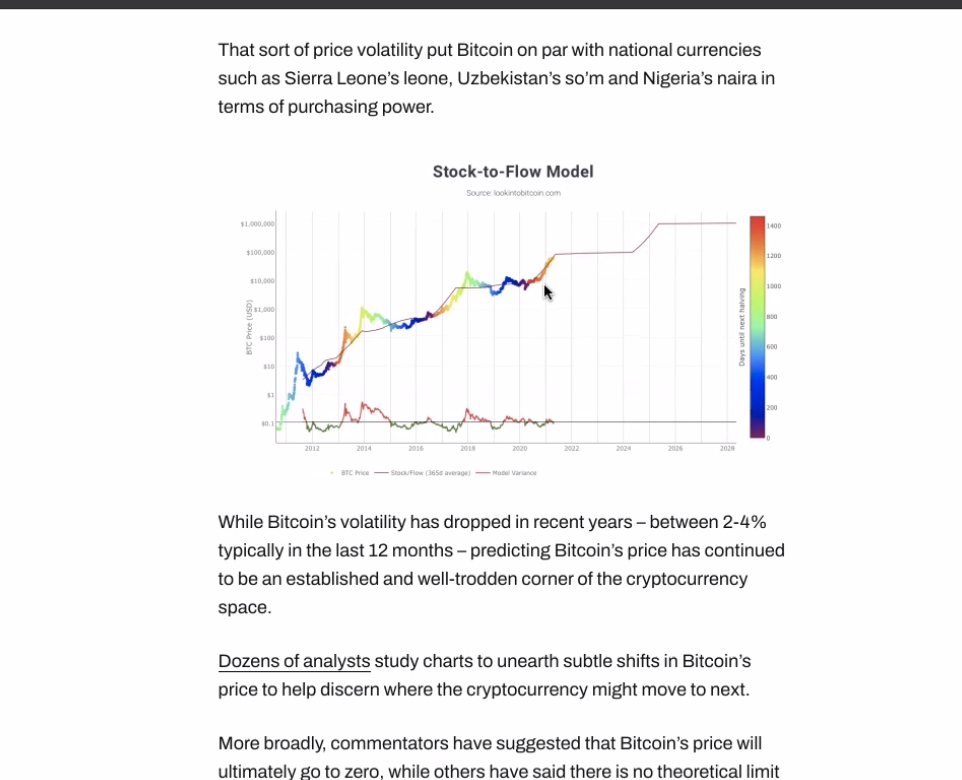 That sort of price volatility put Bitcoin on par with national currencies
such as Sierra Leone’s leone, Uzbekistan’s so’m and Nigeria’s naira in
terms of purchasing power.
Stock-to-Flow Model
Source: lookintobitcoin.com
$1,000,000
$100,000
$10,000
$1,000
$100
$10
$1
$0.1
BTC Price (USD)
2012 2014 2016 2018 2020 2022 2024 2026 2028
1400
1200
1000
800
600
400
200
0
Days until next halving
BTC Price Stock/Flow (365d average) Model Variance
While Bitcoin’s volatility has dropped in recent years – between 2-4%
typically in the last 12 months – predicting Bitcoin’s price has continued
to be an established and well-trodden corner of the cryptocurrency
space.
Dozens of analysts study charts to unearth subtle shifts in Bitcoin’s
price to help discern where the cryptocurrency might move to next.
More broadly, commentators have suggested that Bitcoin’s price will
ultimately go to zero, while others have said there is no theoretical limit